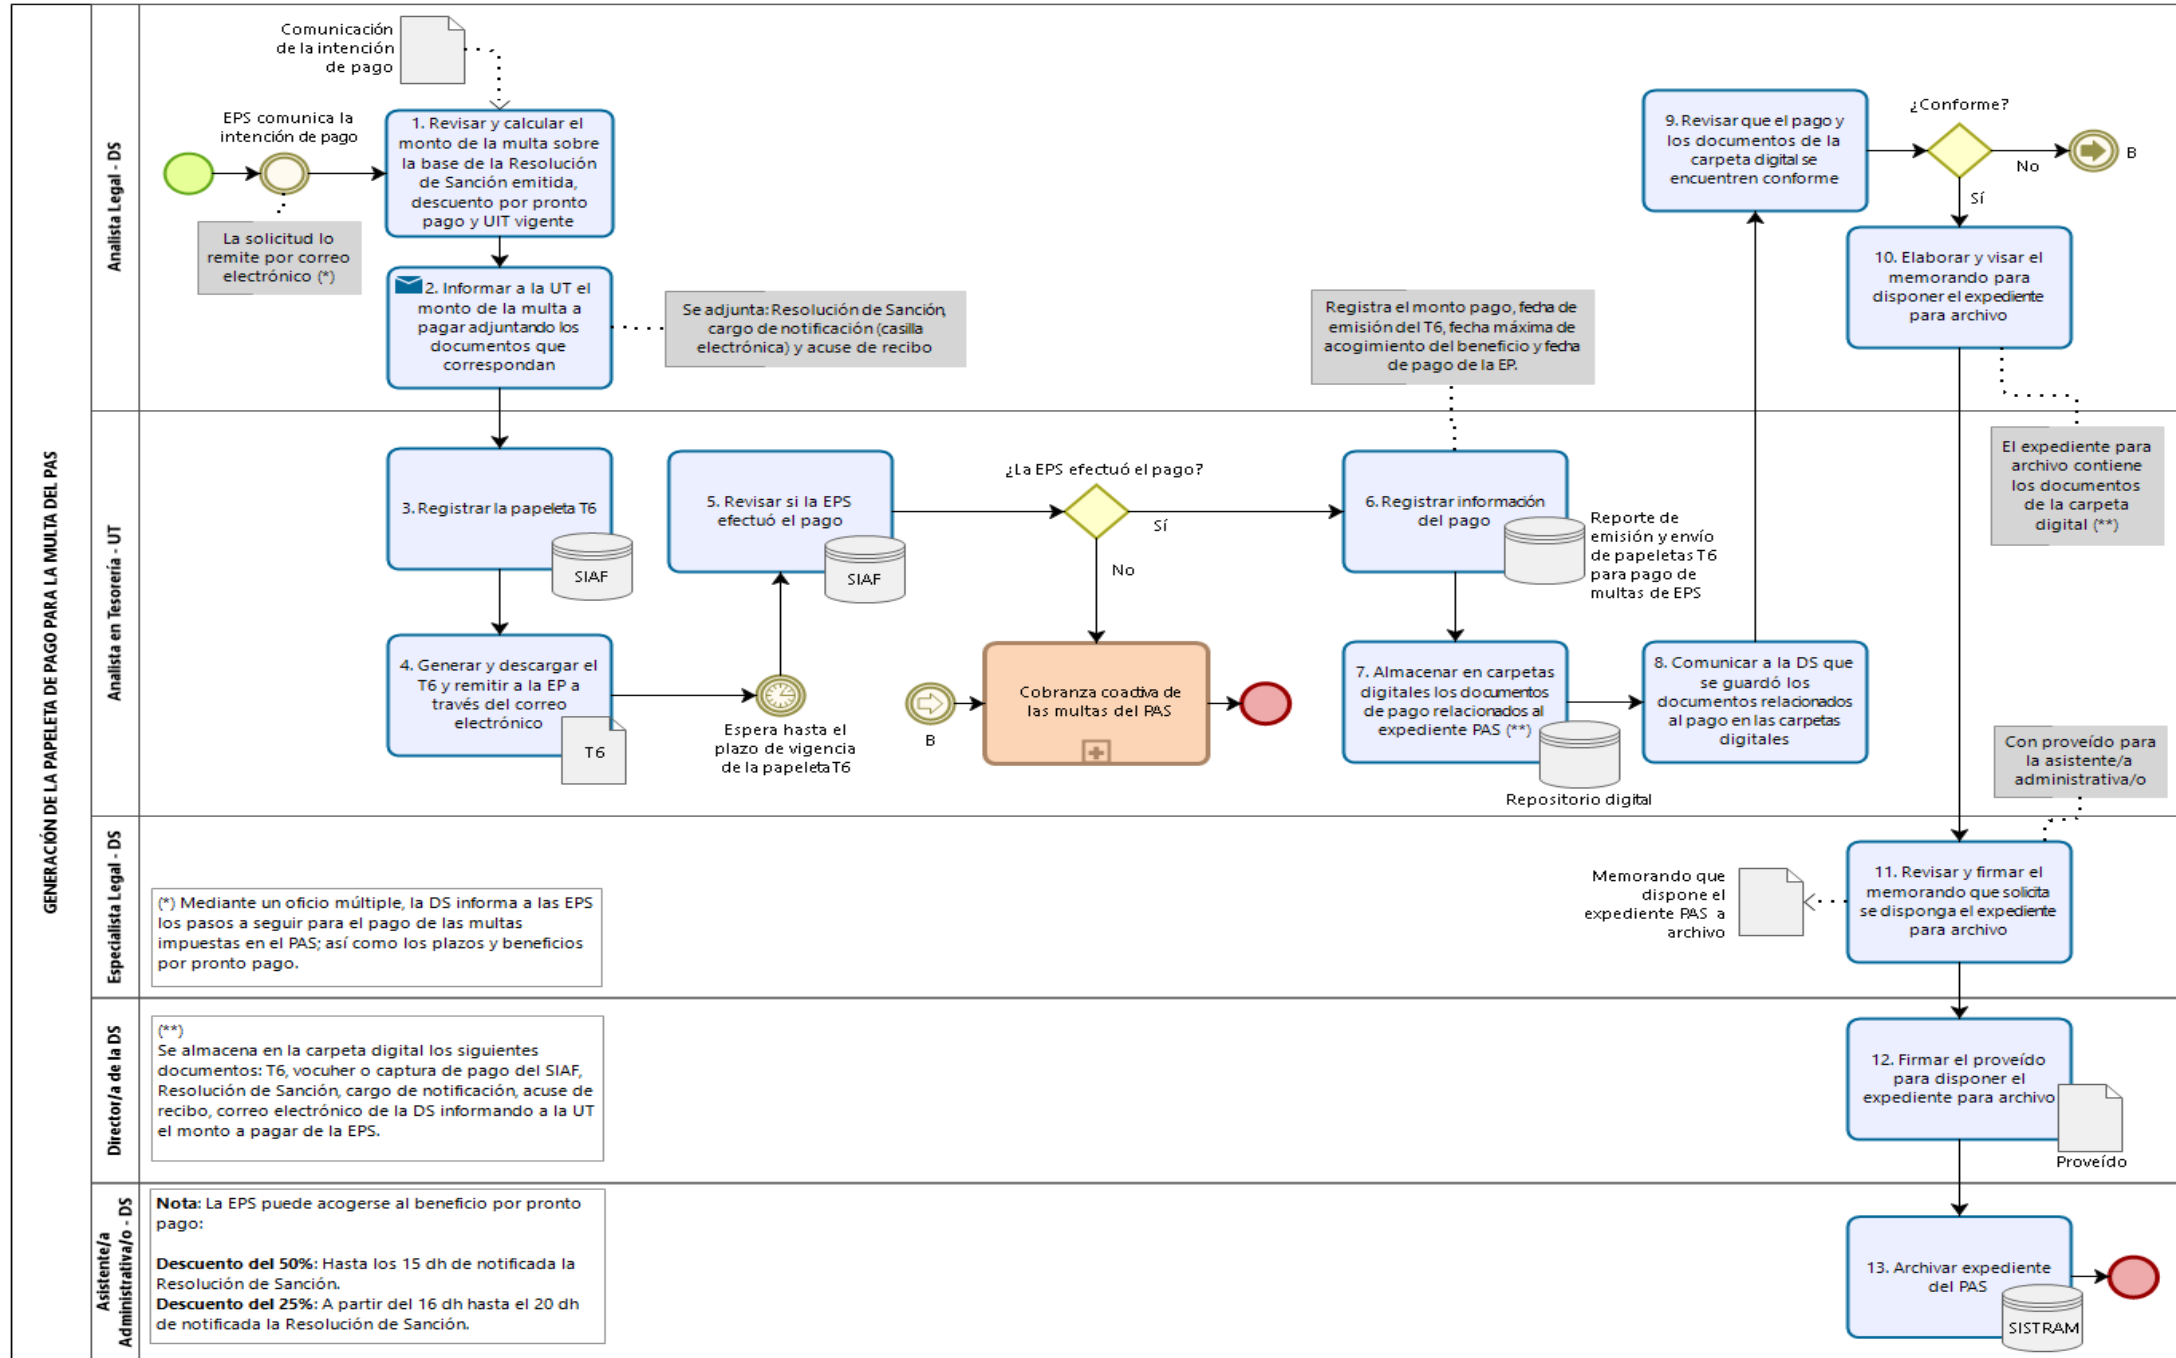 GENERACIÓN DE LA PAPELETA DE PAGO PARA LA MULTA DEL PAS
Analista Legal - DS
Comunicación
de la intención
de pago
EPS comunica la
intención de pago
La solicitud lo
remite por correo
electrónico (*)
1. Revisar y calcular el
monto de la multa sobre
la base de la Resolución
de Sanción emitida,
descuento por pronto
pago y UIT vigente
2. Informar a la UT el
monto de la multa a
pagar adjuntando los
documentos que
correspondan
Se adjunta: Resolución de Sanción,
cargo de notificación (casilla
electrónica) y acuse de recibo
Registra el monto pago, fecha de
emisión del T6, fecha máxima de
acogimiento del beneficio y fecha
de pago de la EP.
9. Revisar que el pago y
los documentos de la
carpeta digital se
encuentren conforme
¿Conforme?
No
B
Sí
10. Elaborar y visar el
memorando para
disponer el expediente
para archivo
El expediente para
archivo contiene
los documentos
de la carpeta
digital (**)
Analista en Tesorería - UT
3. Registrar la papeleta T6
SIAF
4. Generar y descargar el
T6 y remitir a la EP a
través del correo
electrónico
T6
Espera hasta el
plazo de vigencia
de la papeleta T6
5. Revisar si la EPS
efectuó el pago
SIAF
¿La EPS efectuó el pago?
Sí
No
B
Cobranza coactiva de
las multas del PAS
6. Registrar información
del pago
Reporte de
emisión y envío
de papeletas T6
para pago de
multas de EPS
7. Almacenar en carpetas
digitales los documentos
de pago relacionados al
expediente PAS (**)
Repositorio digital
8. Comunicar a la DS que
se guardó los
documentos relacionados
al pago en las carpetas
digitales
Con proveído para
la asistente/a
administrativa/o
Especialista Legal - DS
(*) Mediante un oficio múltiple, la DS informa a las EPS
los pasos a seguir para el pago de las multas
impuestas en el PAS; así como los plazos y beneficios
por pronto pago.
Memorando que
dispone el
expediente PAS a
archivo
11. Revisar y firmar el
memorando que solicita
se disponga el expediente
para archivo
Director/a de la DS
(**)
Se almacena en la carpeta digital los siguientes
documentos: T6, vocuher o captura de pago del SIAF,
Resolución de Sanción, cargo de notificación, acuse de
recibo, correo electrónico de la DS informando a la UT
el monto a pagar de la EPS.
12. Firmar el proveído
para disponer el
expediente para archivo
Proveído
Asistente/a
Administrativa/o - DS
Nota: La EPS puede acogerse al beneficio por pronto
pago:
Descuento del 50%: Hasta los 15 dh de notificada la
Resolución de Sanción.
Descuento del 25%: A partir del 16 dh hasta el 20 dh
de notificada la Resolución de Sanción.
13. Archivar expediente
del PAS
SISTRAM